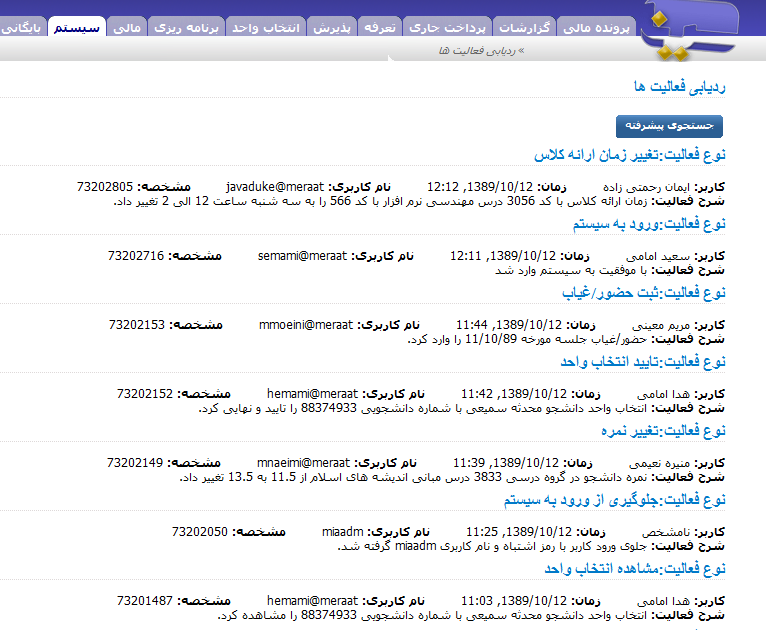 پرونده مالی گزارشات پرداخت جاری تعرفه پذیرش انتخاب واحد برنامه ریزی مالی سیستم بایگانی
» ردیابی فعالیت ها
ردیابی فعالیت ها
جستجوی پیشرفته
نوع فعالیت:تغییر زمان ارائه کلاس
کاربر: ایمان رحمتی زاده زمان: 1389/10/12, 12:12 نام کاربری: javaduke@meraat مشخصه: 73202805
شرح فعالیت: زمان ارائه کلاس با کد 3056 درس مهندسی نرم افزار با کد 566 را به سه شنبه ساعت 12 الی 2 تغییر داد.
نوع فعالیت:ورود به سیستم
کاربر: سعید امامی زمان: 1389/10/12, 12:11 نام کاربری: semami@meraat مشخصه: 73202716
شرح فعالیت: با موفقیت به سیستم وارد شد
نوع فعالیت:ثبت حضور/غیاب
کاربر: مریم معینی زمان: 1389/10/12, 11:44 نام کاربری: mmoeini@meraat مشخصه: 73202153
شرح فعالیت: حضور/غیاب جلسه مورخه 11/10/89 را وارد کرد.
نوع فعالیت:تایید انتخاب واحد
کاربر: هدا امامی زمان: 1389/10/12, 11:42 نام کاربری: hemami@meraat مشخصه: 73202152
شرح فعالیت: انتخاب واحد دانشجو محدثه سمیعی با شماره دانشجویی 88374933 را تایید و نهایی کرد.
نوع فعالیت:تغییر نمره
کاربر: منیره نعیمی زمان: 1389/10/12, 11:39 نام کاربری: mnaeimi@meraat مشخصه: 73202149
شرح فعالیت: نمره دانشجو در گروه درسی 3833 درس مبانی اندیشه های اسلام از 11.5 به 13.5 تغییر داد.
نوع فعالیت:جلوگیری از ورود به سیستم
کاربر: نامشخص زمان: 1389/10/12, 11:25 نام کاربری: miaadm مشخصه: 73202050
شرح فعالیت: جلوی ورود کاربر با رمز اشتباه و نام کاربری miaadm گرفته شد.
نوع فعالیت:مشاهده انتخاب واحد
کاربر: هدا امامی زمان: 1389/10/12, 11:03 نام کاربری: hemami@meraat مشخصه: 73201487
شرح فعالیت: انتخاب واحد دانشجو محدثه سمیعی با شماره دانشجویی 88374933 را مشاهده کرد.